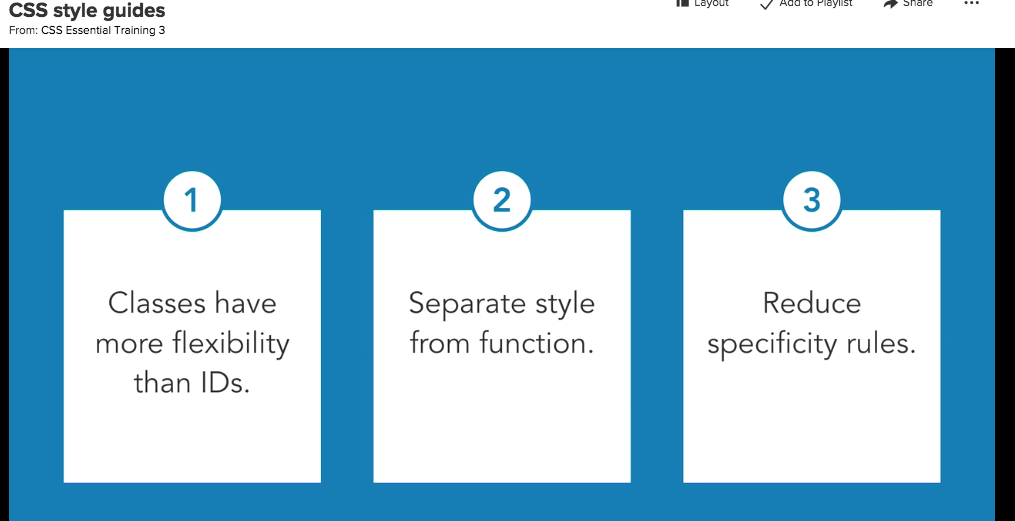 CSS style guides
From: CSS Essential Training 3
Layout
Add to Playlist
Share
1
Classes have
more flexibility
than IDs.
2
Separate style
from function.
3
Reduce
specificity rules.